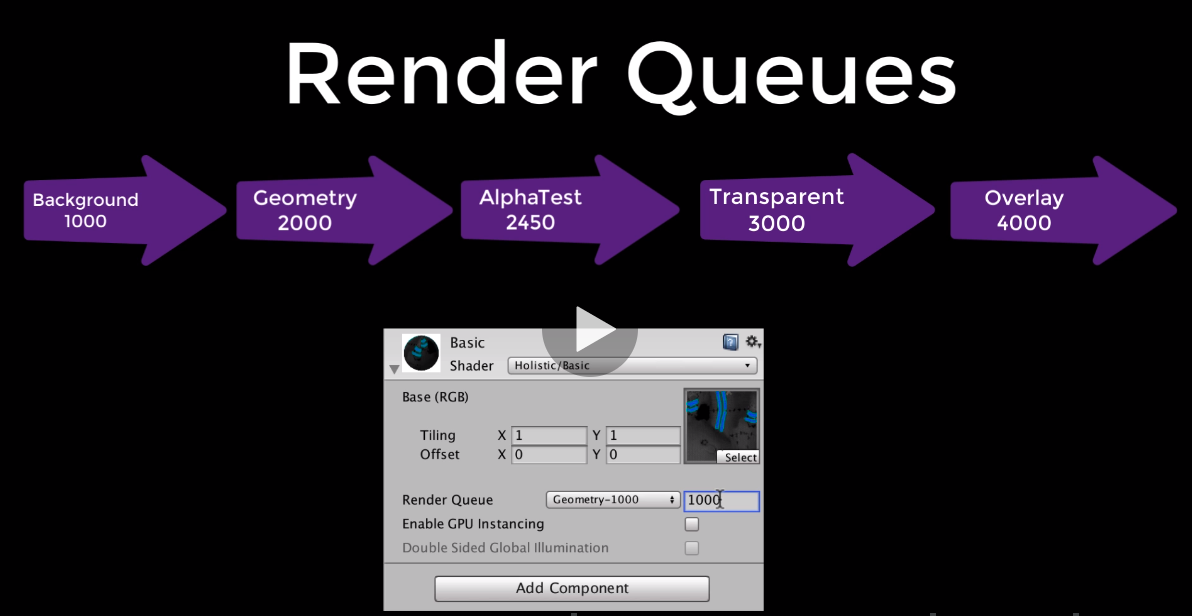 Render Queues
Background
1000
Geometry
2000
AlphaTest
2450
Transparent
3000
Overlay
4000
Basic
Shader Holistic/Basic
Base (RGB)
Tiling X 1 Y 1
Offset X 0 Y 0
Select
Render Queue Geometry-1000 1000
Enable GPU Instancing
Double Sided Global Illumination
Add Component